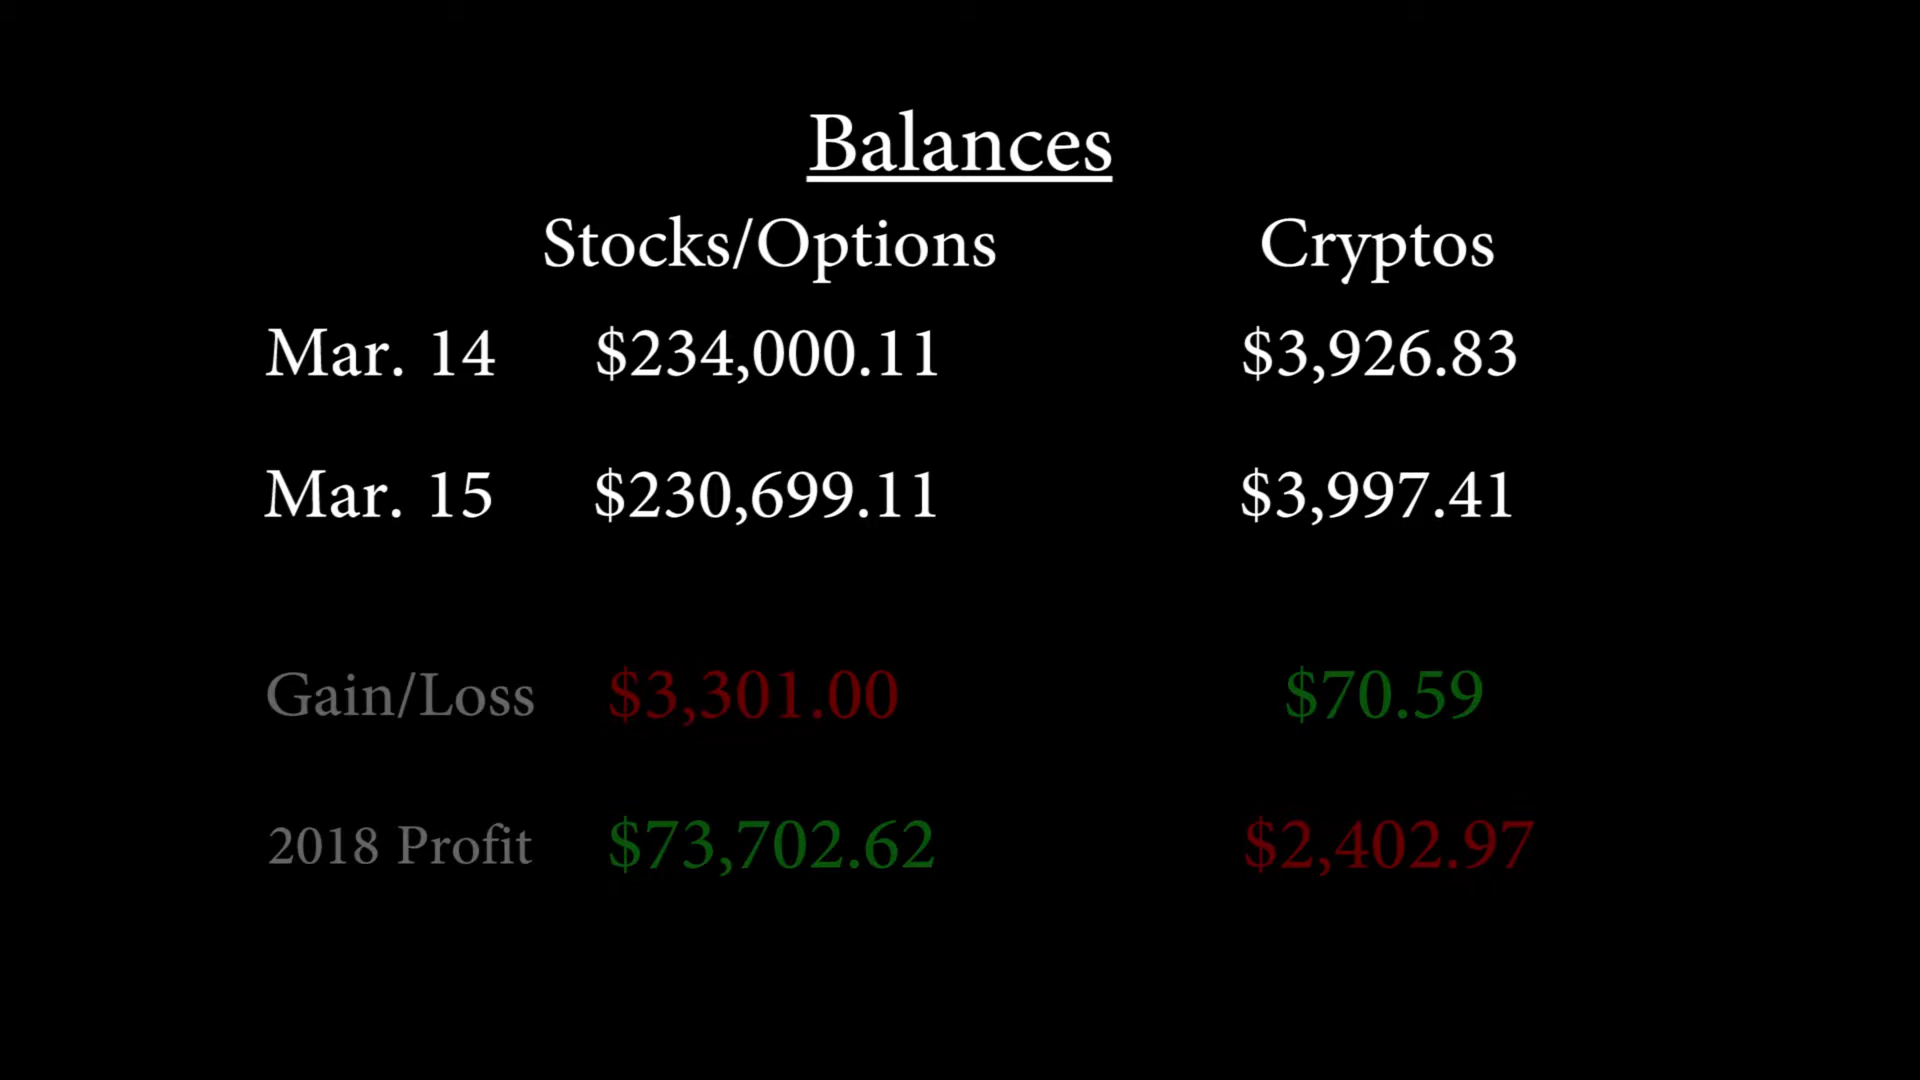 Balances
Stocks/Options Cryptos
Mar. 14 $234,000.11 $3,926.83
Mar. 15 $230,699.11 $3,997.41
Gain/Loss $3,301.00 $70.59
2018 Profit $73,702.62 $2,402.97